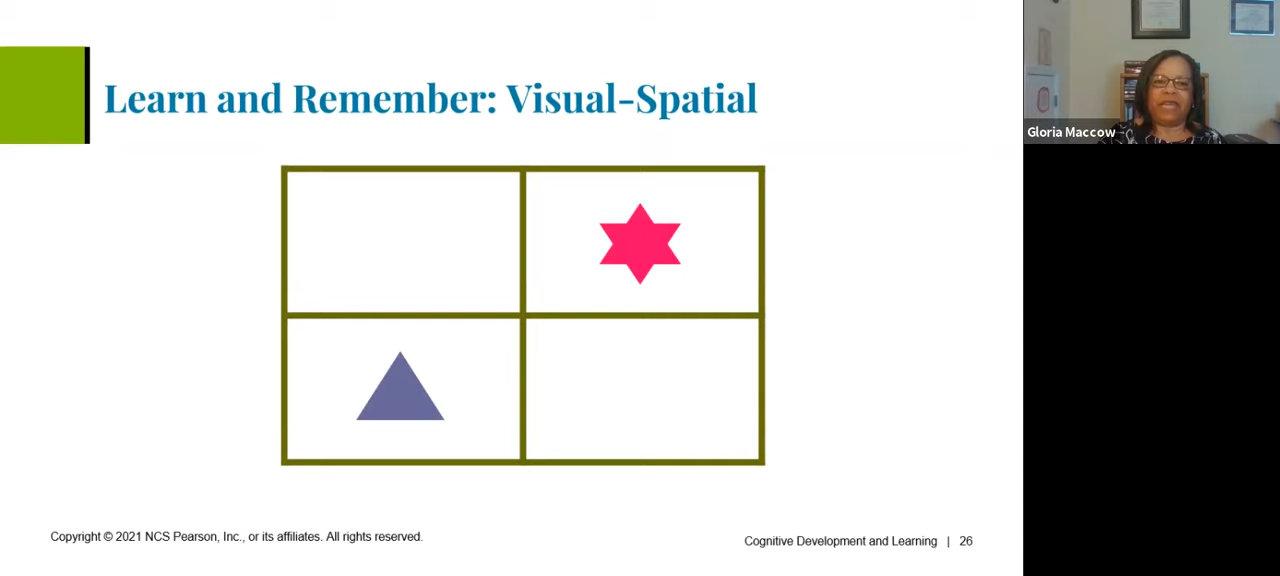 Learn and Remember: Visual-Spatial
Gloria Maccow
Copyright © 2021 NCS Pearson, Inc., or its affiliates. All rights reserved.
Cognitive Development and Learning | 26